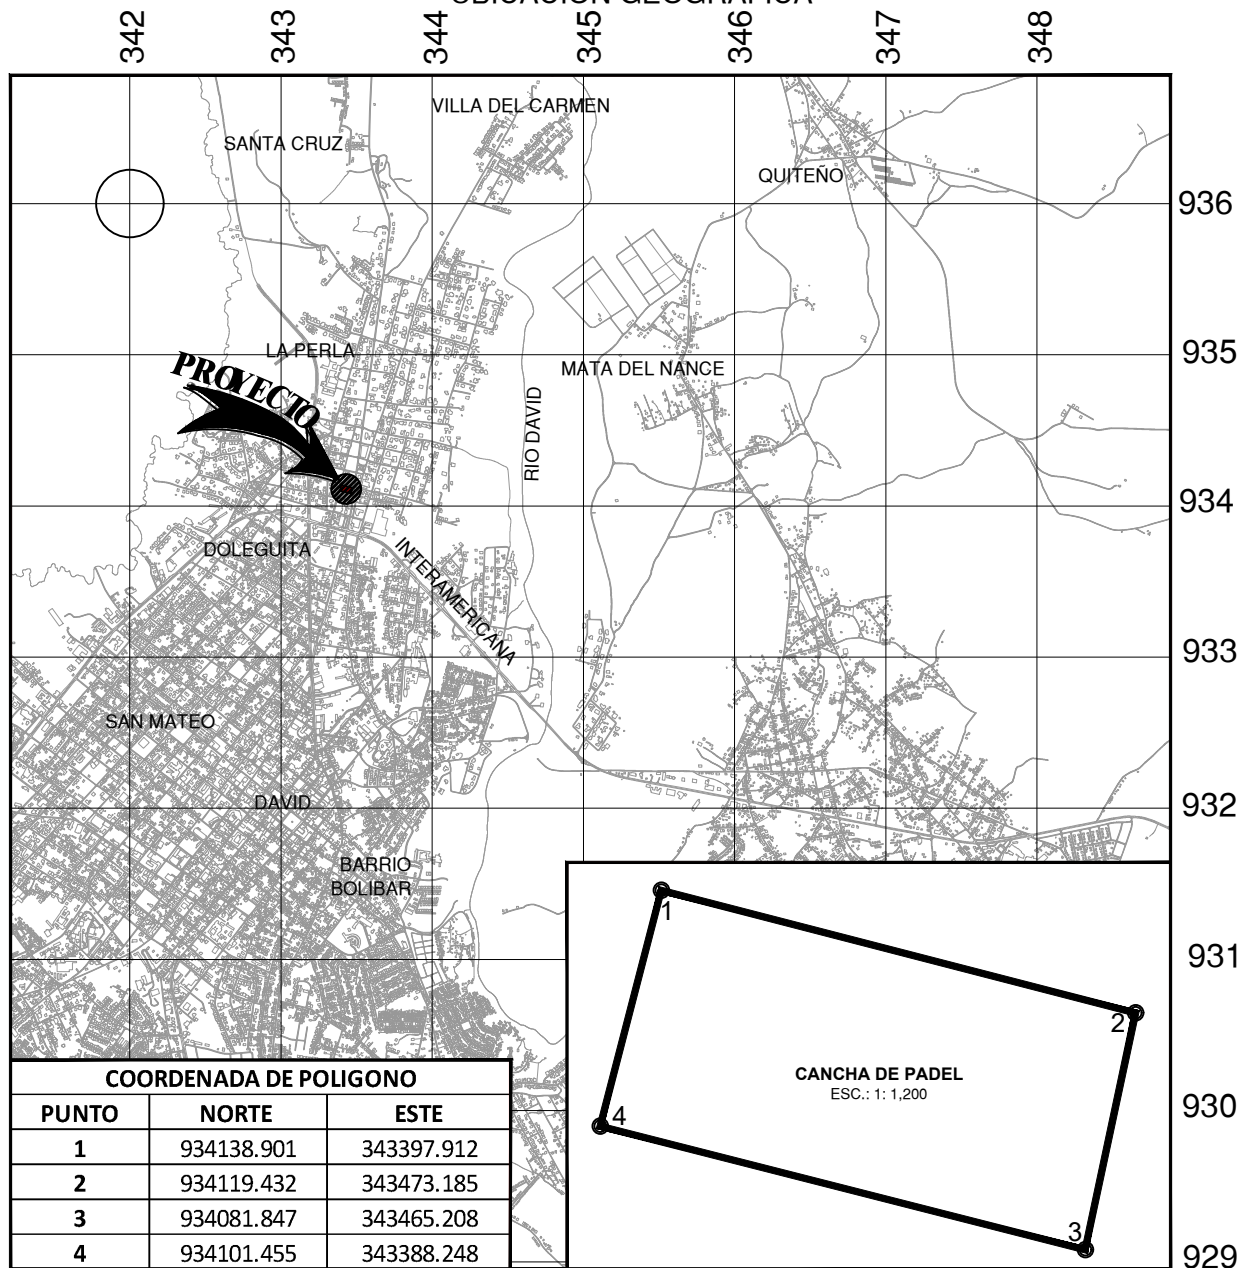 UBICACIÓN GEOGRÁFICA
342 343 344 345 346 347 348
VILLA DEL CARMEN
SANTA CRUZ
QUITEÑO
936
LA PERLA
935
PROYECTO
MATA DEL NANCE
RIO DAVID
934
DOLEGUITA
INTERAMERICANA
933
SAN MATEO
DAVID
932
BARRIO
BOLIBAR
931
930
929
COORDENADA DE POLIGONO
PUNTO NORTE ESTE
1 934138.901 343397.912
2 934119.432 343473.185
3 934081.847 343465.208
4 934101.455 343388.248
1
2
CANCHA DE PADEL
ESC.: 1: 1,200
4
3